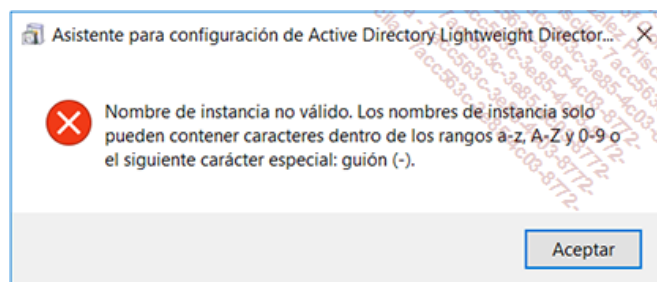 Asistente para configuración de Active Directory Lightweight Director...
Nombre de instancia no válido. Los nombres de instancia solo
pueden contener caracteres dentro de los rangos a-z, A-Z y 0-9 o
el siguiente carácter especial: guión (-).
Aceptar